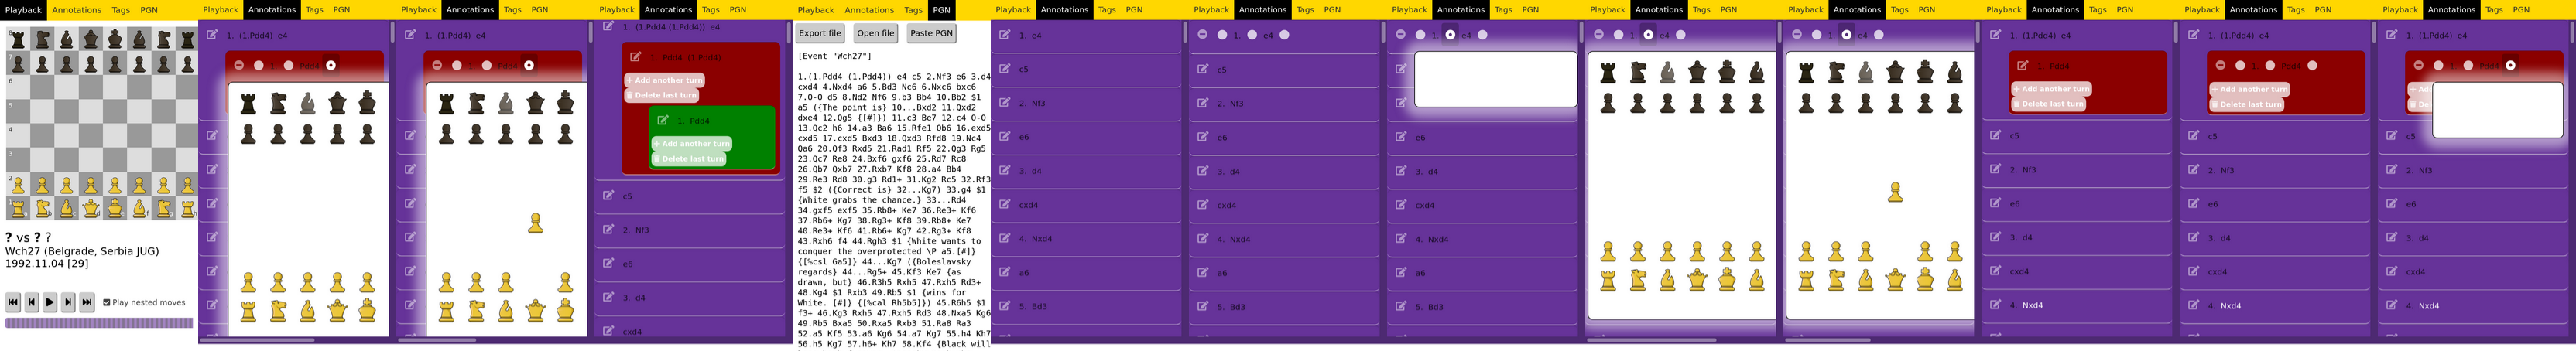 Playback Annotations Tags PGN
8
7
6
5
4
3
2
1
? vs ? ?
Wch27 (Belgrade, Serbia JUG)
1992.11.04 [29]
Play nested moves
Playback Annotations Tags PGN
1. (1.Pdd4) e4
1. Pdd4
Playback Annotations Tags PGN
1. (1.Pdd4) e4
1. Pdd4
Playback Annotations Tags PGN
1. (1.Pdd4 (1.Pdd4)) e4
1. Pdd4 (1.Pdd4)
+ Add another turn
Delete last turn
1. Pdd4
+ Add another turn
Delete last turn
c5
2. Nf3
e6
3. d4
cxd4
Playback Annotations Tags PGN
Export file Open file Paste PGN
[Event "Wch27"]
1.(1.Pdd4 (1.Pdd4)) e4 c5 2.Nf3 e6 3.d4
cxd4 4.Nxd4 a6 5.Bd3 Nc6 6.Nxc6 bxc6
7.O-O d5 8.Nd2 Nf6 9.b3 Bb4 10.Bb2 $1
a5 ({The point is} 10...Bxd2 11.Qxd2
dxe4 12.Qg5 {[#]}) 11.c3 Be7 12.c4 O-O
13.Qc2 h6 14.a3 Ba6 15.Rfe1 Qb6 16.exd5
cxd5 17.cxd5 Bxd3 18.Qxd3 Rfd8 19.Nc4
Qa6 20.Qf3 Rxd5 21.Rad1 Rf5 22.Qg3 Rg5
23.Qc7 Re8 24.Bxf6 gxf6 25.Rd7 Rc8
26.Qb7 Qxb7 27.Rxb7 Kf8 28.a4 Bb4
29.Re3 Rd8 30.g3 Rd1+ 31.Kg2 Rc5 32.Rf3
f5 $2 ({Correct is} 32...Kg7) 33.g4 $1
{White grabs the chance.} 33...Rd4
34.gxf5 exf5 35.Rb8+ Ke7 36.Re3+ Kf6
37.Rb6+ Kg7 38.Rg3+ Kf8 39.Rb8+ Ke7
40.Re3+ Kf6 41.Rb6+ Kg7 42.Rg3+ Kf8
43.Rxh6 f4 44.Rgh3 $1 {White wants to
conquer the overprotected \P a5.[#]}
{[%csl Ga5]} 44...Kg7 ({Boleslavsky
regards} 44...Rg5+ 45.Kf3 Ke7 {as
drawn, but} 46.R3h5 Rxh5 47.Rxh5 Rd3+
48.Kg4 $1 Rxb3 49.Rb5 $1 {wins for
White. [#]} {[%cal Rh5b5]}) 45.R6h5 $1
f3+ 46.Kg3 Rxh5 47.Rxh5 Rd3 48.Nxa5 Kg6
49.Rb5 Bxa5 50.Rxa5 Rxb3 51.Ra8 Ra3
52.a5 Kf5 53.a6 Kg6 54.a7 Kg7 55.h4 Kh7
56.h5 Kg7 57.h6+ Kh7 58.Kf4 {Black will
Playback Annotations Tags PGN
1. e4
c5
2. Nf3
e6
3. d4
cxd4
4. Nxd4
a6
5. Bd3
Playback Annotations Tags PGN
1. e4
c5
2. Nf3
e6
3. d4
cxd4
4. Nxd4
a6
5. Bd3
Playback Annotations Tags PGN
1. e4
e6
3. d4
cxd4
4. Nxd4
a6
5. Bd3
Playback Annotations Tags PGN
1. e4
Playback Annotations Tags PGN
1. e4
Playback Annotations Tags PGN
1. (1.Pdd4) e4
1. Pdd4
+ Add another turn
Delete last turn
c5
2. Nf3
e6
3. d4
cxd4
4. Nxd4
Playback Annotations Tags PGN
1. (1.Pdd4) e4
1. Pdd4
+ Add another turn
Delete last turn
c5
2. Nf3
e6
3. d4
cxd4
4. Nxd4
Playback Annotations Tags PGN
1. (1.Pdd4) e4
1. Pdd4
+ Add
Del
c5
2. Nf3
e6
3. d4
cxd4
4. Nxd4